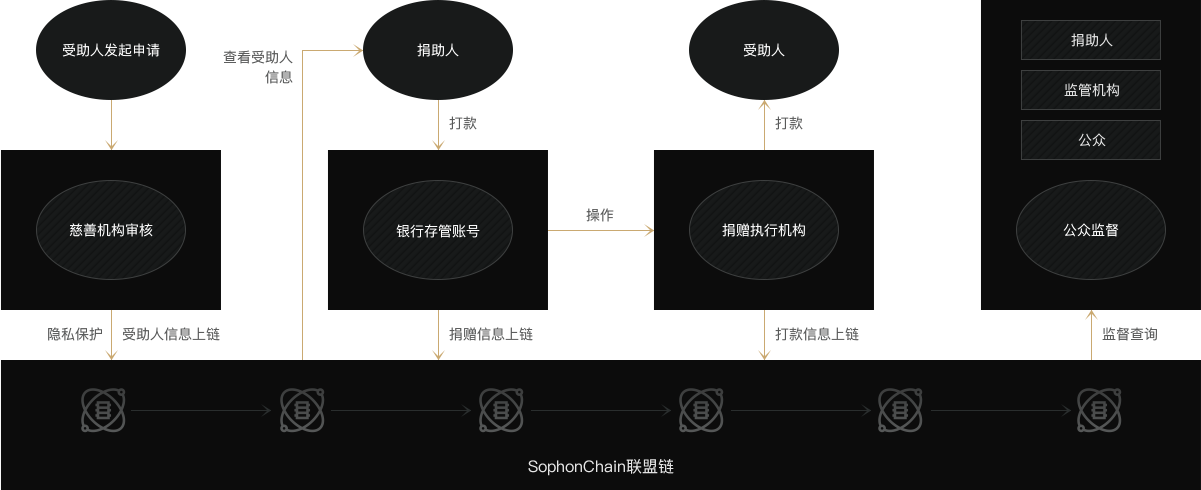 受助人发起申请
查看受助人
信息
捐助人
受助人
捐助人
监管机构
公众
打款
打款
慈善机构审核
银行存管账号
操作
捐赠执行机构
公众监督
隐私保护
受助人信息上链
捐赠信息上链
打款信息上链
监督查询
SophonChain联盟链